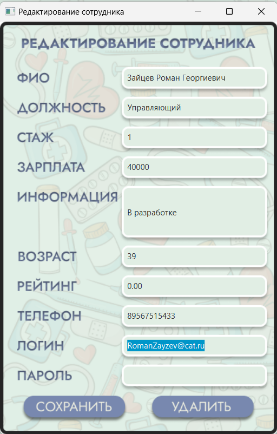 Редактирование сотрудника
РЕДАКТИРОВАНИЕ СОТРУДНИКА
ФИО Зайцев Роман Георгиевич
ДОЛЖНОСТЬ Управляющий
СТАЖ 1
ЗАРПЛАТА 40000
ИНФОРМАЦИЯ В разработке
ВОЗРАСТ 39
РЕЙТИНГ 0.00
ТЕЛЕФОН 89567515433
ЛОГИН RomanZayzev@cat.ru
ПАРОЛЬ
СОХРАНИТЬ УДАЛИТЬ